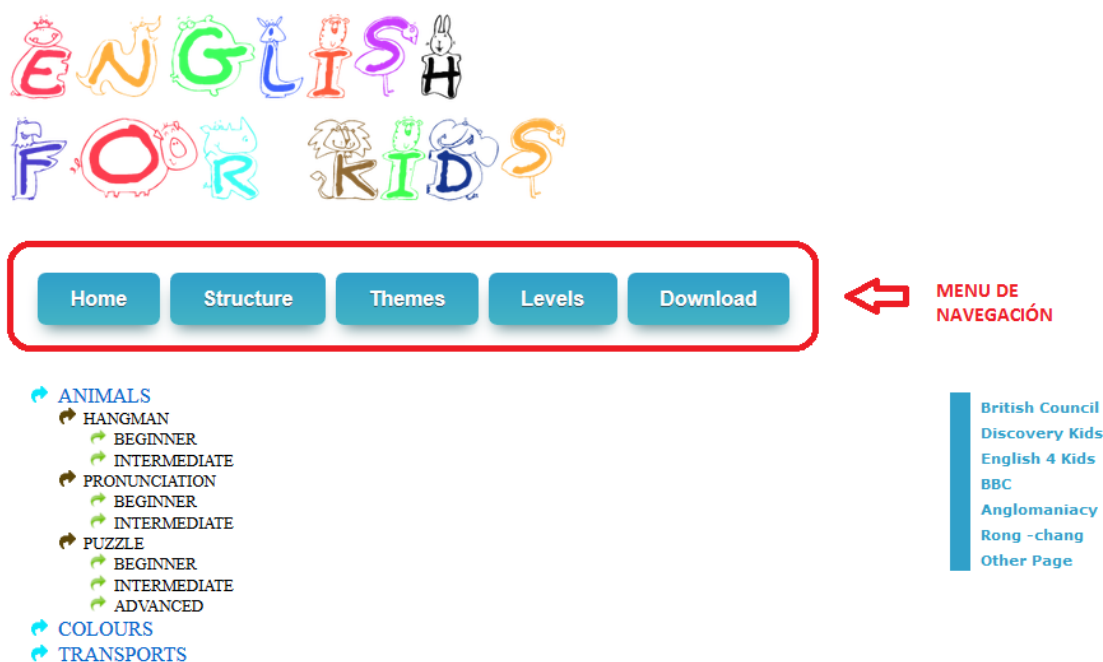 ENGLISH
FOR KIDS
Home Structure Themes Levels Download
MENU DE
NAVEGACIÓN
ANIMALS
HANGMAN
BEGINNER
INTERMEDIATE
PRONUNCIATION
BEGINNER
INTERMEDIATE
PUZZLE
BEGINNER
INTERMEDIATE
ADVANCED
COLOURS
TRANSPORTS
British Council
Discovery Kids
English 4 Kids
BBC
Anglomaniacy
Rong -chang
Other Page